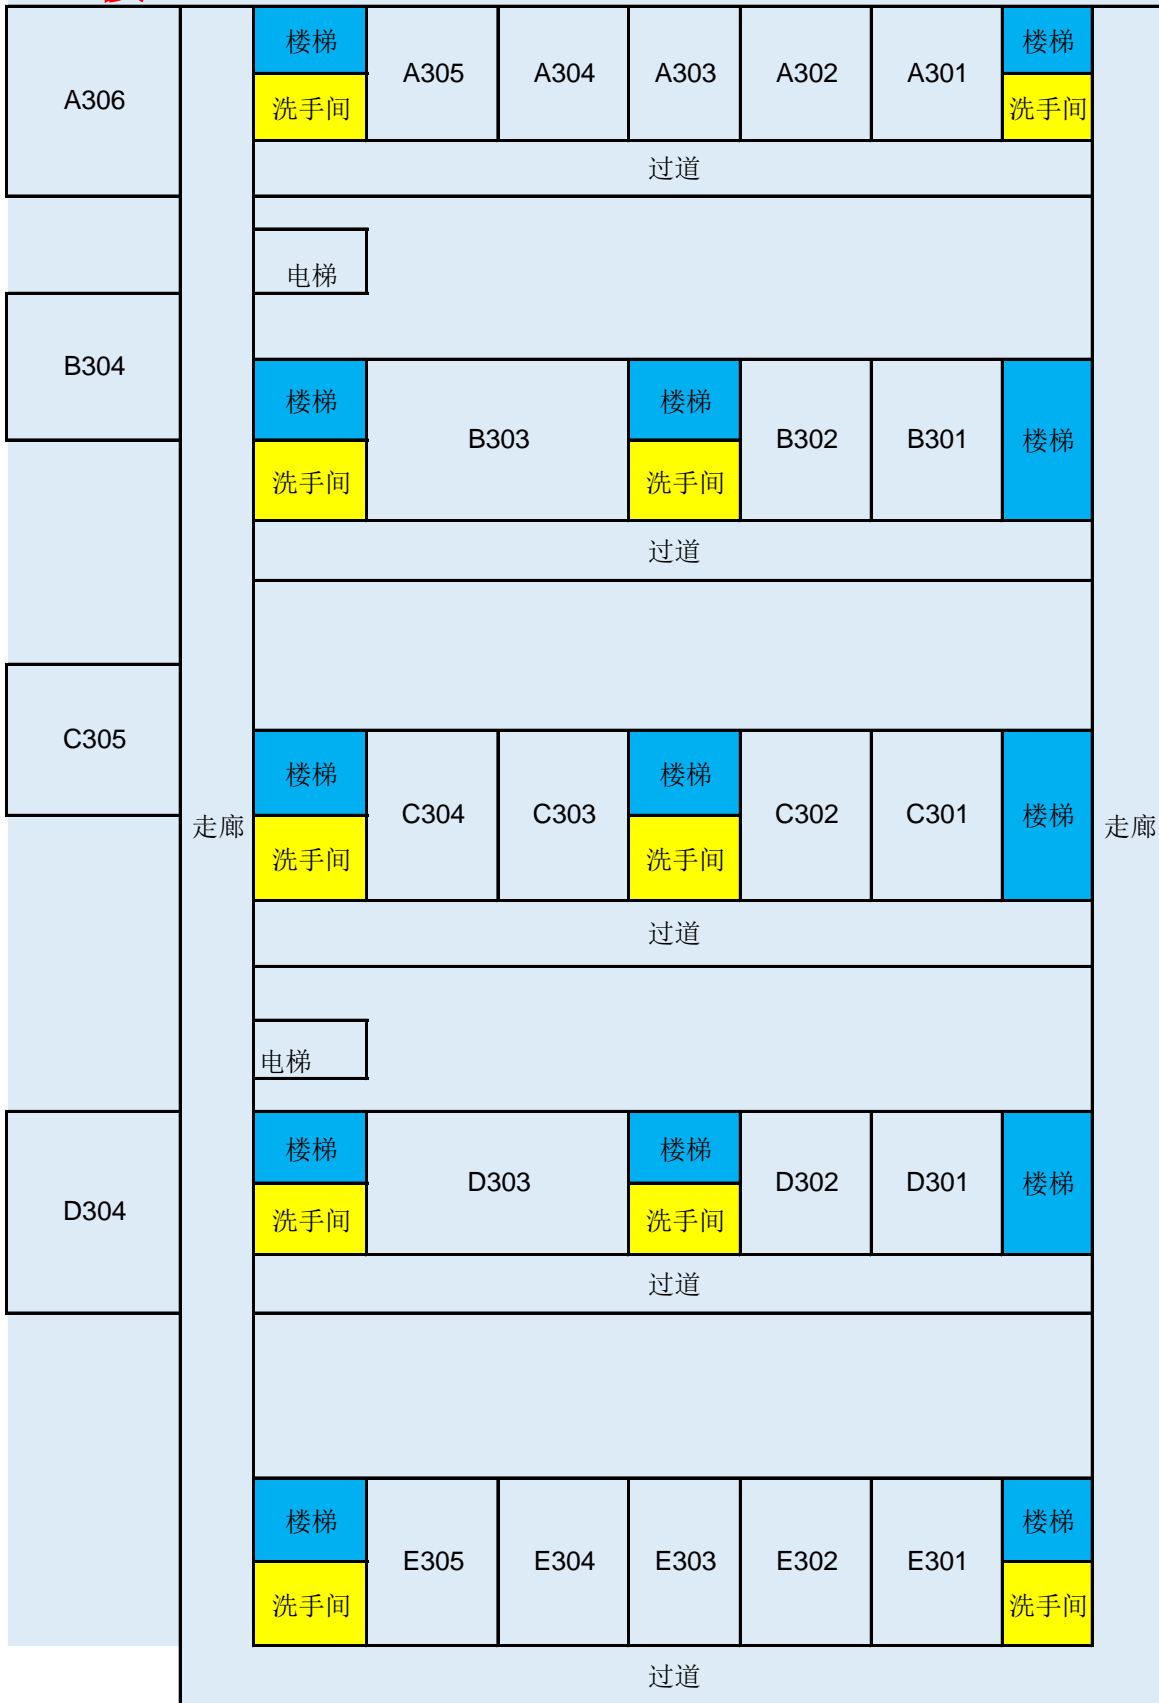 楼梯 A305 A304 A303 A302 A301 楼梯
A306
洗手间 洗手间
过道
电梯
B304
楼梯 B303 楼梯 B302 B301 楼梯
洗手间 洗手间
过道
C305
楼梯 C304 C303 楼梯 C302 C301 楼梯
走廊 走廊
洗手间 洗手间
过道
电梯
楼梯 D303 楼梯 D302 D301 楼梯
D304
洗手间 洗手间
过道
楼梯 E305 E304 E303 E302 E301 楼梯
洗手间 洗手间
过道